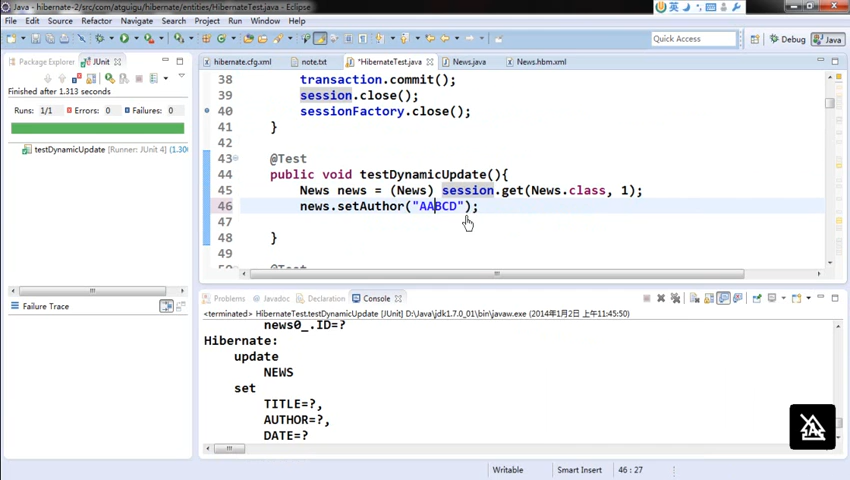 Java - hibernate-2/src/com/atguigu/hibernate/entities/HibernateTest.java - Eclipse
英
File Edit Source Refactor Navigate Search Project Run Window Help
Quick Access
Debug
Java
Package Explorer
JUnit
hibernate.cfg.xml
note.txt
*HibernateTest.java
News.java
News.hbm.xml
Finished after 1.313 seconds
Runs: 1/1
Errors: 0
Failures: 0
testDynamicUpdate [Runner: JUnit 4] (1.300
38 transaction.commit();
39 session.close();
40 sessionFactory.close();
41 }
42
43 @Test
44 public void testDynamicUpdate(){
45 News news = (News) session.get(News.class, 1);
46 news.setAuthor("AABCD");
47
48 }
49
@Test
Failure Trace
Problems
Javadoc
Declaration
Console
<terminated> HibernateTest.testDynamicUpdate [JUnit] D:\Java\jdk1.7.0_01\bin\javaw.exe (2014年1月2日 上午11:45:50)
news0_.ID=?
Hibernate:
update
NEWS
set
TITLE=?,
AUTHOR=?,
DATE=?
Writable
Smart Insert
46 : 27